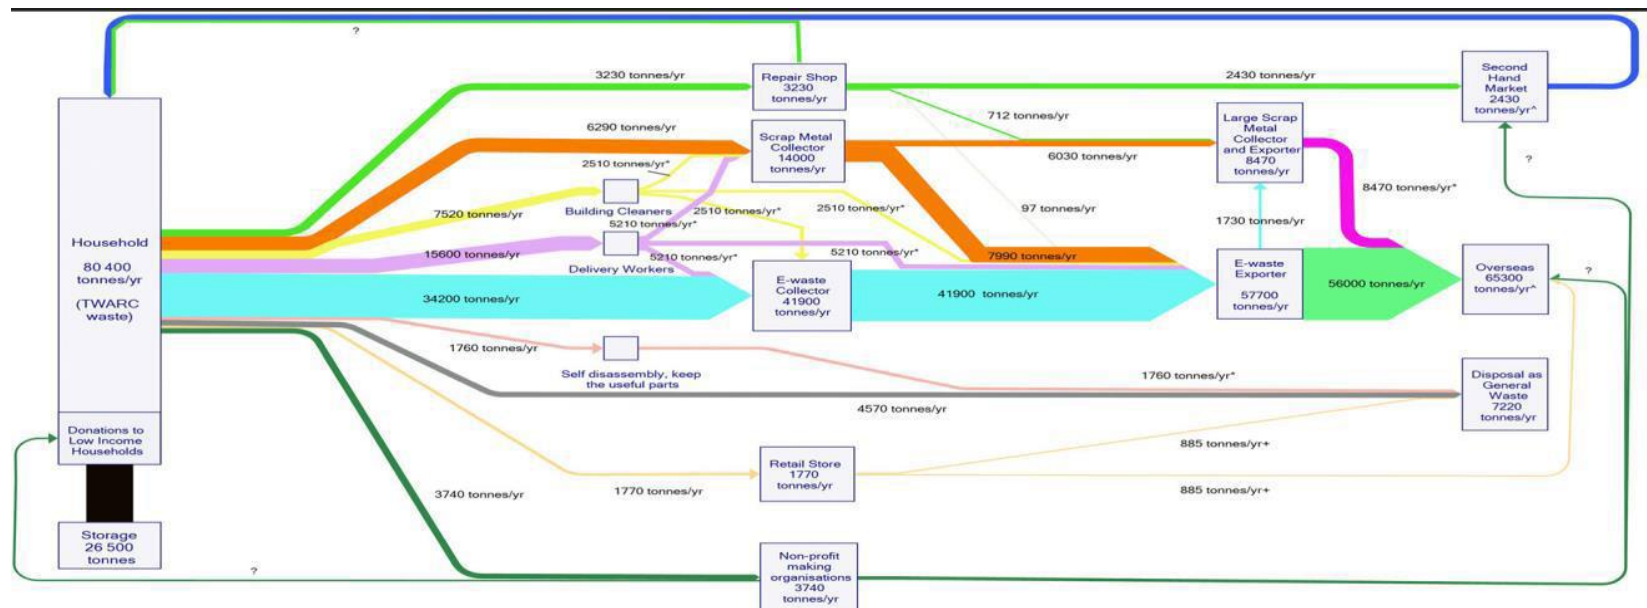 ?
3230 tonnes/yr
Repair Shop
3230
tonnes/yr
2430 tonnes/yr
Second
Hand
Market
2430
tonnes/yr^
712 tonnes/yr
6290 tonnes/yr
Scrap Metal
Collector
14000
tonnes/yr
6030 tonnes/yr
Large Scrap
Metal
Collector
and Exporter
8470
tonnes/yr
?
8470 tonnes/yr*
2510 tonnes/yr*
7520 tonnes/yr
Building Cleaners
2510 tonnes/yr*
2510 tonnes/yr*
97 tonnes/yr
1730 tonnes/yr
5210 tonnes/yr*
Household
80 400
tonnes/yr
(TWARC
waste)
15600 tonnes/yr
Delivery Workers
5210 tonnes/yr*
5210 tonnes/yr*
7990 tonnes/yr
34200 tonnes/yr
E-waste
Collector
41900
tonnes/yr
41900 tonnes/yr
E-waste
Exporter
57700
tonnes/yr
56000 tonnes/yr
Overseas
65300
tonnes/yr^
?
1760 tonnes/yr
Self disassembly, keep
the useful parts
1760 tonnes/yr*
4570 tonnes/yr
Disposal as
General
Waste
7220
tonnes/yr
Donations to
Low Income
Households
885 tonnes/yr+
1770 tonnes/yr
Retail Store
1770
tonnes/yr
885 tonnes/yr+
3740 tonnes/yr
Storage
26 500
tonnes
?
Non-profit
making
organisations
3740
tonnes/yr